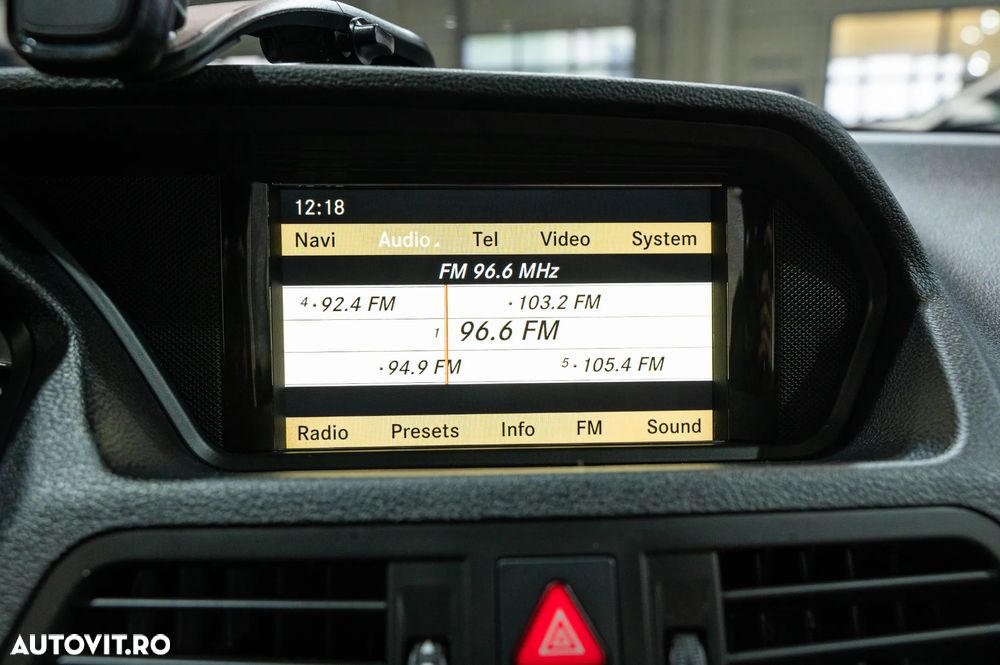 12:18
Navi Audio Tel Video System
FM 96.6 MHz
4 · 92.4 FM · 103.2 FM
1 96.6 FM
· 94.9 FM 5 · 105.4 FM
Radio Presets Info FM Sound
AUTOVIT.RO